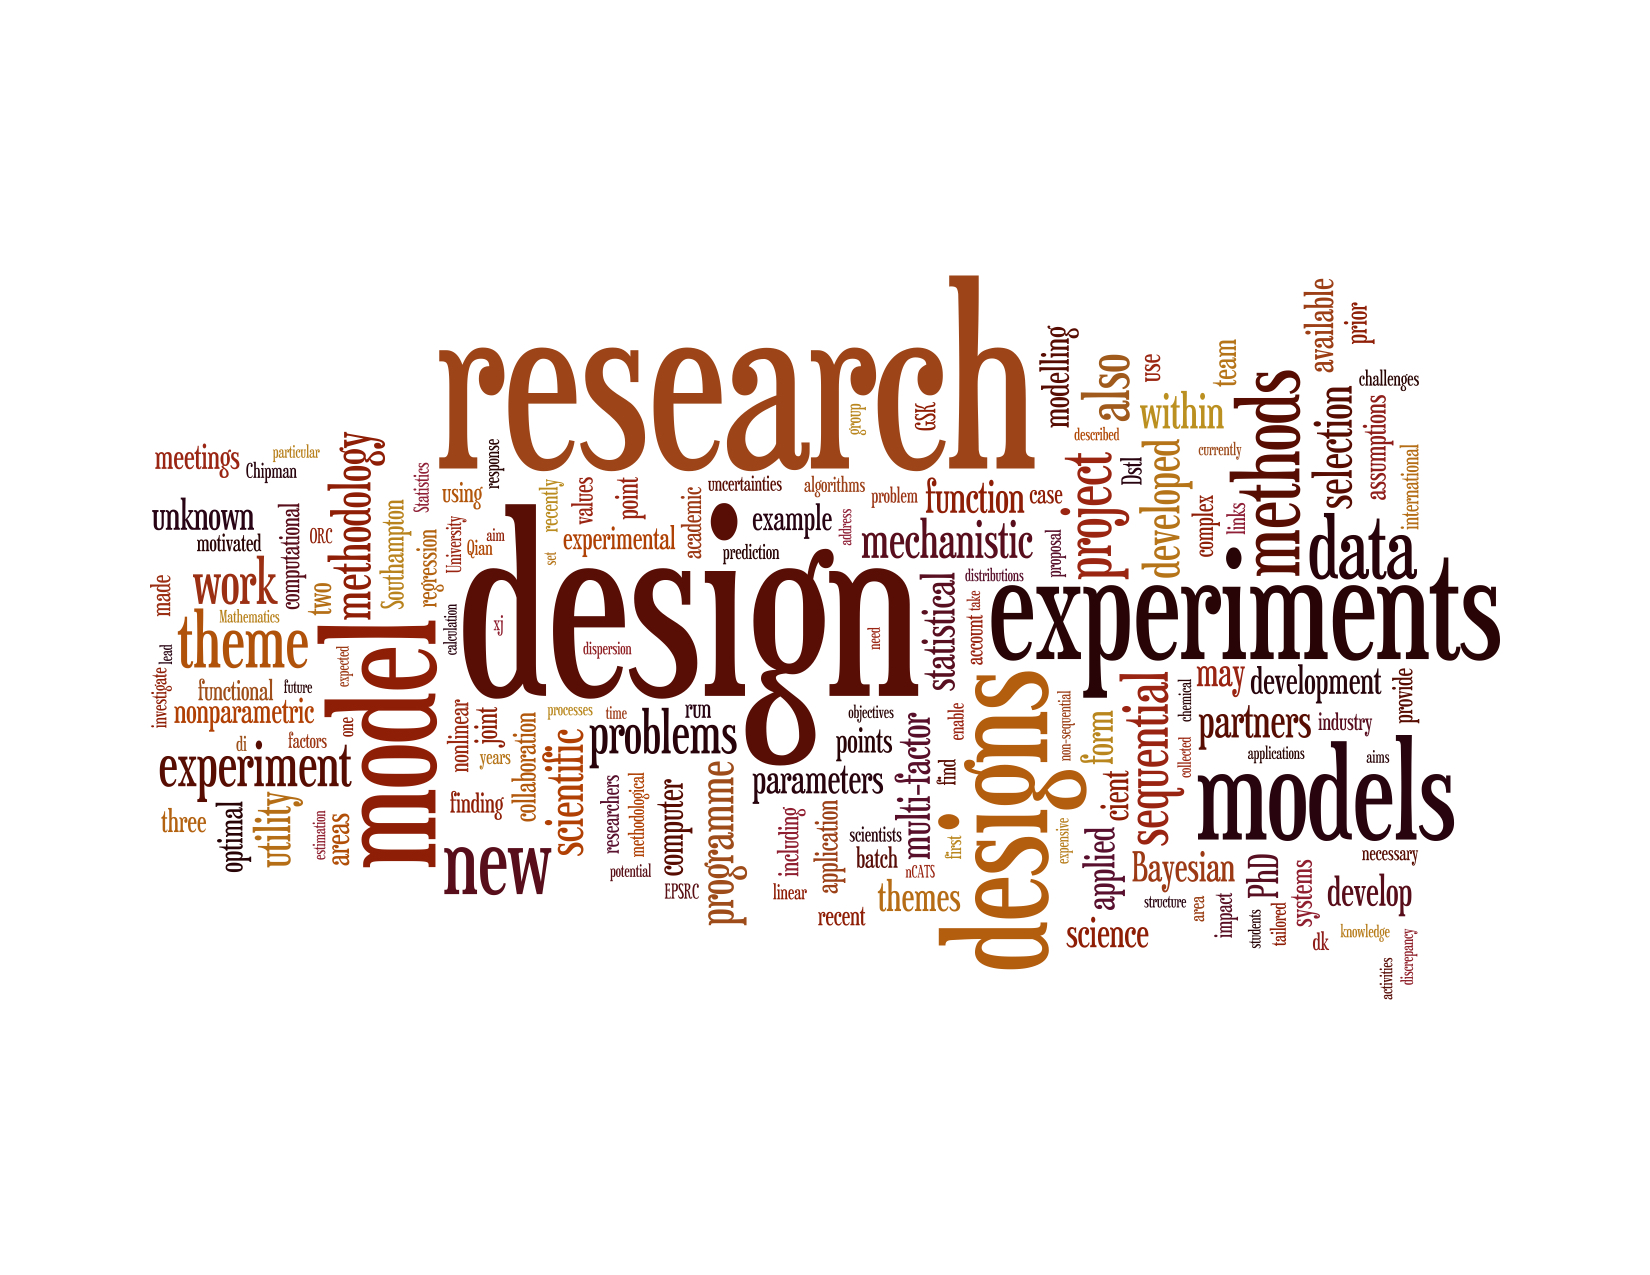 research
design
experiments
model
designs
models
methods
new
data
project
problems
experiment
theme
work
methodology
meetings
particular
Chipman
unknown
motivated
computational
ORC
made
two
Mathematics
lead
expected
investigate
functional
future
nonparametric
one
di
factors
three
optimal
utility
estimation
areas
Southampton
Statistics
regression
University
using
response
Qian
aim
calculation
xj
recently
set
values
point
experimental
academic
uncertainties
prediction
example
algorithms
address
problem
function
case
mechanistic
group
GSK
dispersion
need
statistical
distributions
account
take
proposal
modelling
also
described
use
within
team
developed
Dstl
currently
complex
links
available
prior
challenges
selection
assumptions
international
nonlinear
joint
years
finding
collaboration
processes
scientific
time
run
researchers
methodological
potential
computer
EPSRC
programme
parameters
points
objectives
including
linear
application
recent
scientists
batch
multi-factor
nCATS
themes
enable
find
first
non-sequential
form
expensive
cient
applied
science
sequential
chemical
collected
may
development
partners
industry
provide
applications
aims
Bayesian
structure
area
impact
PhD
students
tailored
systems
dk
necessary
develop
knowledge
activities
discrepancy